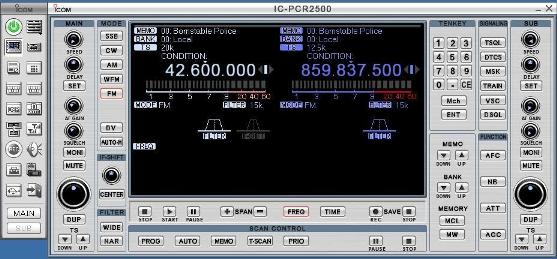 iCOM
iCOM
IC-PCR2500
MAIN
MODE
TENKEY
SIGNALING
SUB
SPEED
DELAY
SET
AF GAIN
SQUELCH
MONI
MUTE
DUP
TS
DOWN UP
SSB
CW
AM
WFM
FM
DV
AUTO-M
IF-SHIFT
CENTER
FILTER
WIDE
NAR
MEMO 00: Barnstable Police
BANK 00: Local
TS 20k
CONDITION:
42.600.000
1 3 5 7 9 20 40 60
MODE FM FILTER 15k
FILTER
FREQ
MEMO 00: Barnstable Police
BANK 00: Local
TS 12.5k
CONDITION:
859.837.500
1 3 5 7 9 20 40 60
MODE FM FILTER 15k
FILTER
STOP START PAUSE
+ SPAN −
FREQ TIME
SAVE
REC STOP
SCAN CONTROL
PROG AUTO MEMO T-SCAN PRIO
PAUSE STOP
1 2 3
4 5 6
7 8 9
0 - CE
Mch
ENT
MEMO
DOWN UP
BANK
DOWN UP
MEMORY
MCL
MW
TSQL
DTCS
MSK
TRAIN
VSC
DSQL
FUNCTION
AFC
NB
ATT
AGC
SPEED
DELAY
SET
AF GAIN
SQUELCH
MONI
MUTE
DUP
TS
DOWN UP
MAIN
SUB